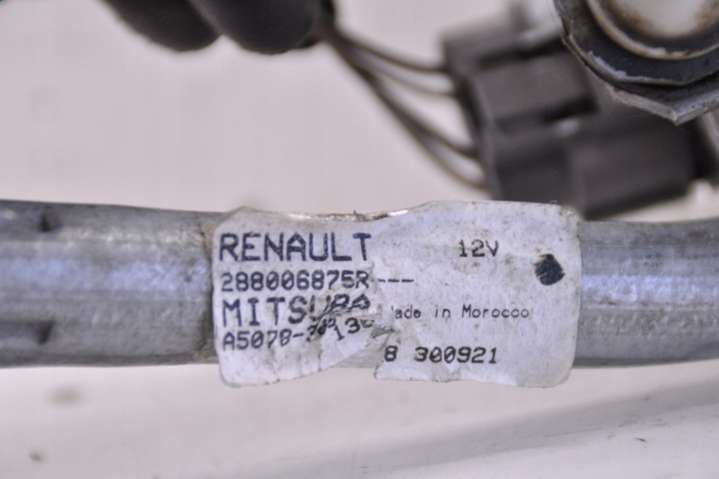 RENAULT 12V
288006875R---
MITSUBA Made in Morocco
8 300921